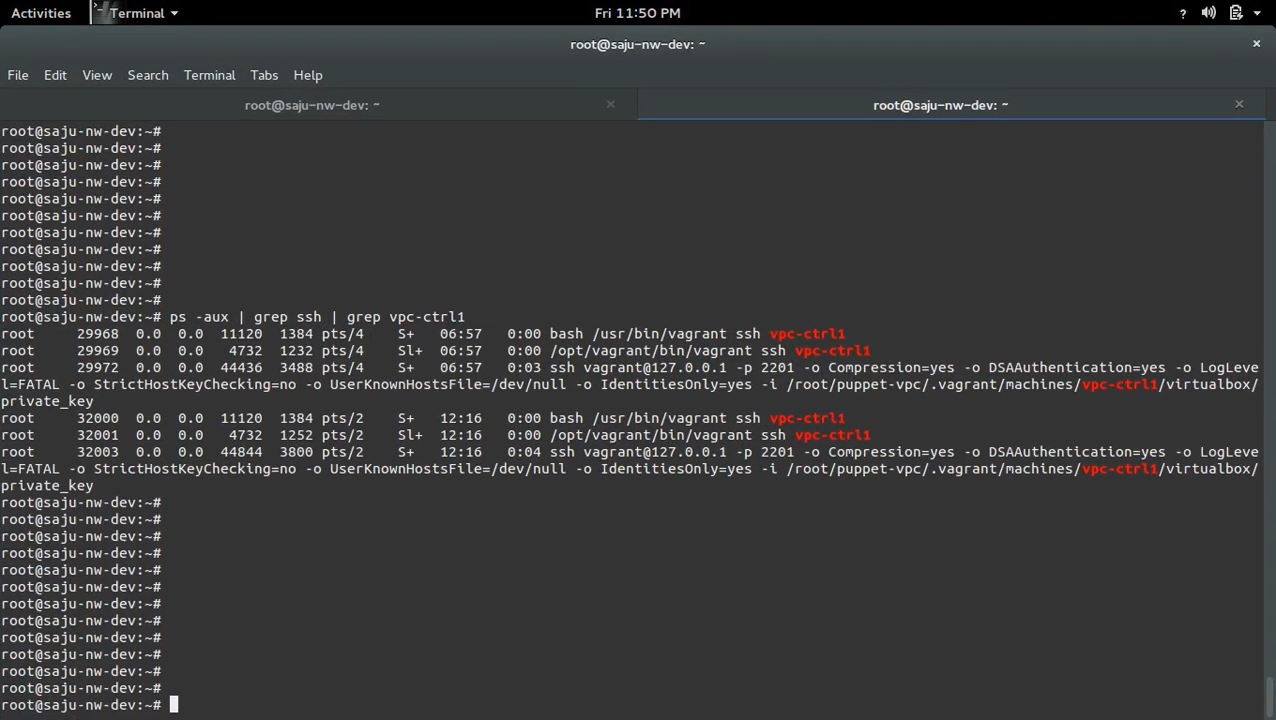 Activities Terminal Fri 11:50 PM ?
root@saju-nw-dev: ~ ×
File Edit View Search Terminal Tabs Help
root@saju-nw-dev: ~ × root@saju-nw-dev: ~ ×
root@saju-nw-dev:~#
root@saju-nw-dev:~#
root@saju-nw-dev:~#
root@saju-nw-dev:~#
root@saju-nw-dev:~#
root@saju-nw-dev:~#
root@saju-nw-dev:~#
root@saju-nw-dev:~#
root@saju-nw-dev:~#
root@saju-nw-dev:~#
root@saju-nw-dev:~#
root@saju-nw-dev:~# ps -aux | grep ssh | grep vpc-ctrl1
root     29968  0.0  0.0  11120  1384 pts/4    S+   06:57   0:00 bash /usr/bin/vagrant ssh vpc-ctrl1
root     29969  0.0  0.0   4732  1232 pts/4    Sl+  06:57   0:00 /opt/vagrant/bin/vagrant ssh vpc-ctrl1
root     29972  0.0  0.0  44436  3488 pts/4    S+   06:57   0:03 ssh vagrant@127.0.0.1 -p 2201 -o Compression=yes -o DSAAuthentication=yes -o LogLeve
l=FATAL -o StrictHostKeyChecking=no -o UserKnownHostsFile=/dev/null -o IdentitiesOnly=yes -i /root/puppet-vpc/.vagrant/machines/vpc-ctrl1/virtualbox/
private_key
root     32000  0.0  0.0  11120  1384 pts/2    S+   12:16   0:00 bash /usr/bin/vagrant ssh vpc-ctrl1
root     32001  0.0  0.0   4732  1252 pts/2    Sl+  12:16   0:00 /opt/vagrant/bin/vagrant ssh vpc-ctrl1
root     32003  0.0  0.0  44844  3800 pts/2    S+   12:16   0:04 ssh vagrant@127.0.0.1 -p 2201 -o Compression=yes -o DSAAuthentication=yes -o LogLeve
l=FATAL -o StrictHostKeyChecking=no -o UserKnownHostsFile=/dev/null -o IdentitiesOnly=yes -i /root/puppet-vpc/.vagrant/machines/vpc-ctrl1/virtualbox/
private_key
root@saju-nw-dev:~#
root@saju-nw-dev:~#
root@saju-nw-dev:~#
root@saju-nw-dev:~#
root@saju-nw-dev:~#
root@saju-nw-dev:~#
root@saju-nw-dev:~#
root@saju-nw-dev:~#
root@saju-nw-dev:~#
root@saju-nw-dev:~#
root@saju-nw-dev:~#
root@saju-nw-dev:~#
root@saju-nw-dev:~#